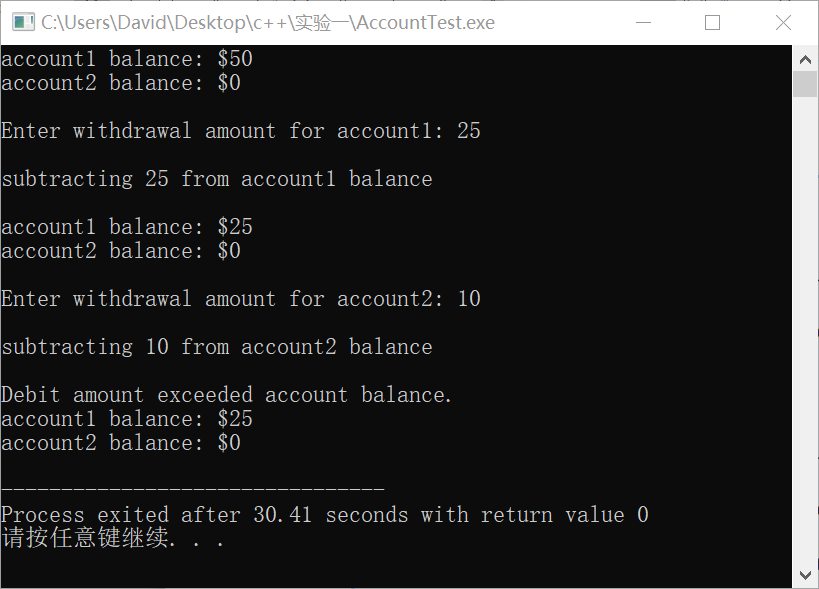 C:\Users\David\Desktop\c++\实验一\AccountTest.exe
account1 balance: $50
account2 balance: $0
Enter withdrawal amount for account1: 25
subtracting 25 from account1 balance
account1 balance: $25
account2 balance: $0
Enter withdrawal amount for account2: 10
subtracting 10 from account2 balance
Debit amount exceeded account balance.
account1 balance: $25
account2 balance: $0
--------------------------------
Process exited after 30.41 seconds with return value 0
请按任意键继续. . .